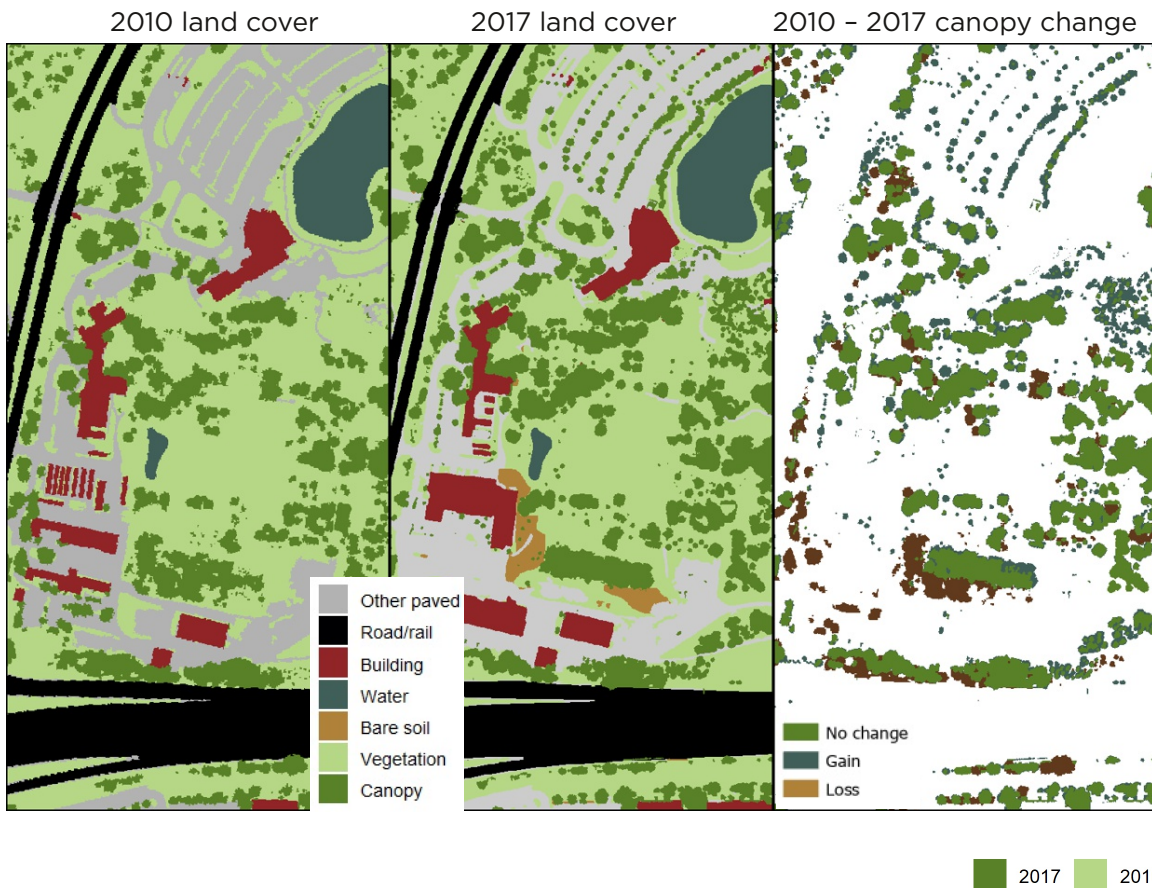 2010 land cover
2017 land cover
2010 – 2017 canopy change
Other paved
Road/rail
Building
Water
Bare soil
Vegetation
Canopy
No change
Gain
Loss
2017
201